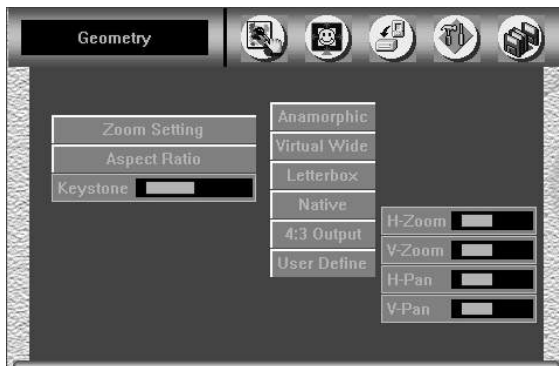 Geometry
Zoom Setting
Aspect Ratio
Keystone
Anamorphic
Virtual Wide
Letterbox
Native
4:3 Output
User Define
H-Zoom
V-Zoom
H-Pan
V-Pan